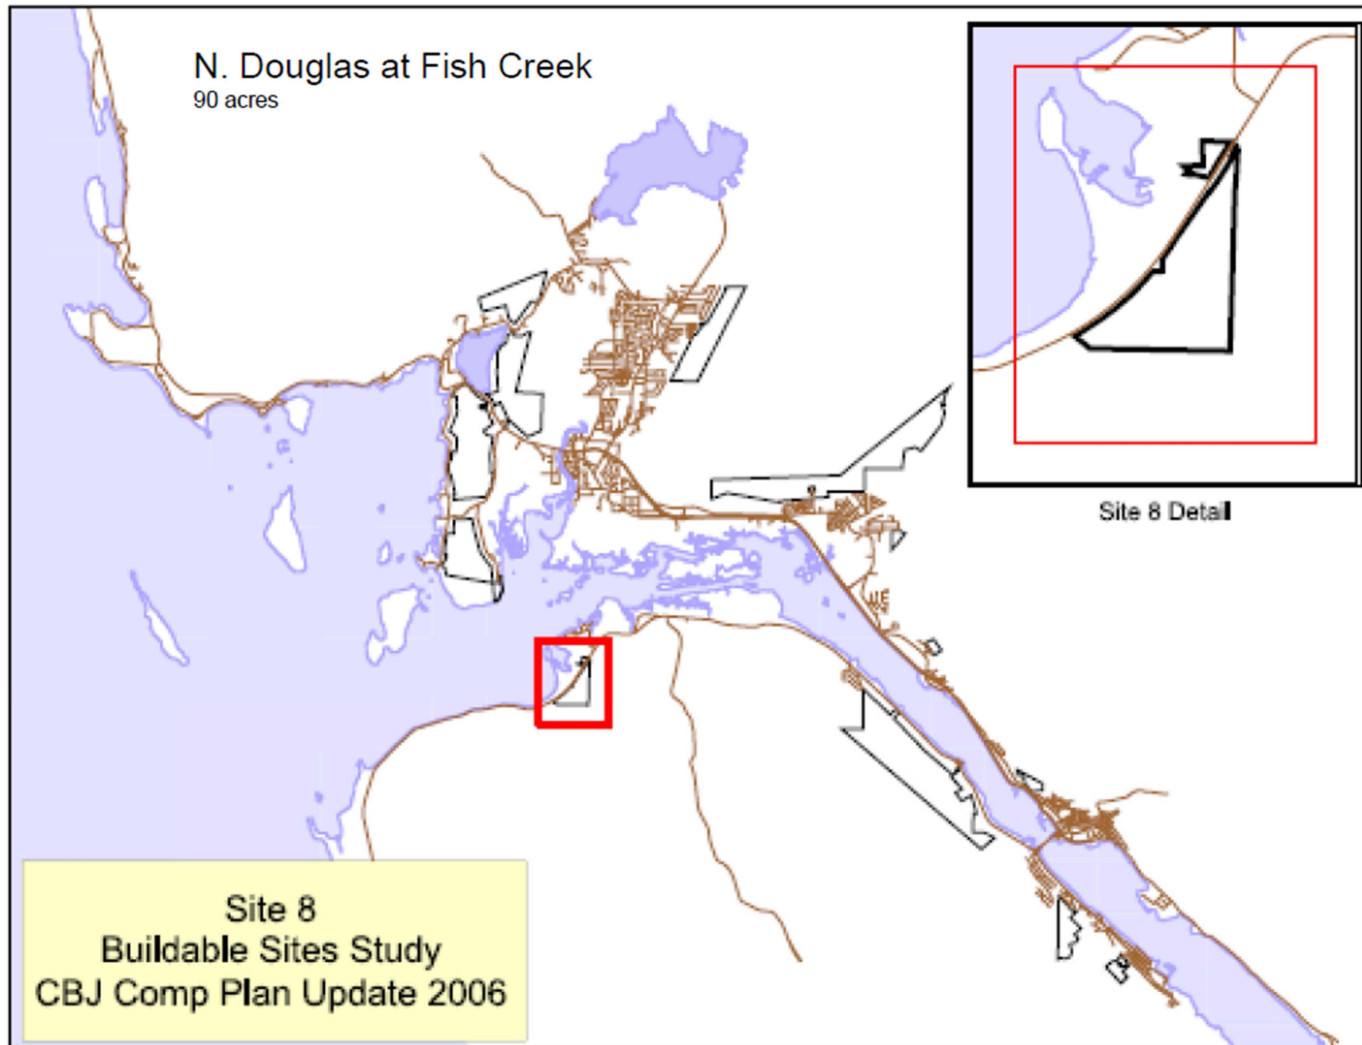 N. Douglas at Fish Creek
90 acres
Site 8 Detail
Site 8
Buildable Sites Study
CBJ Comp Plan Update 2006